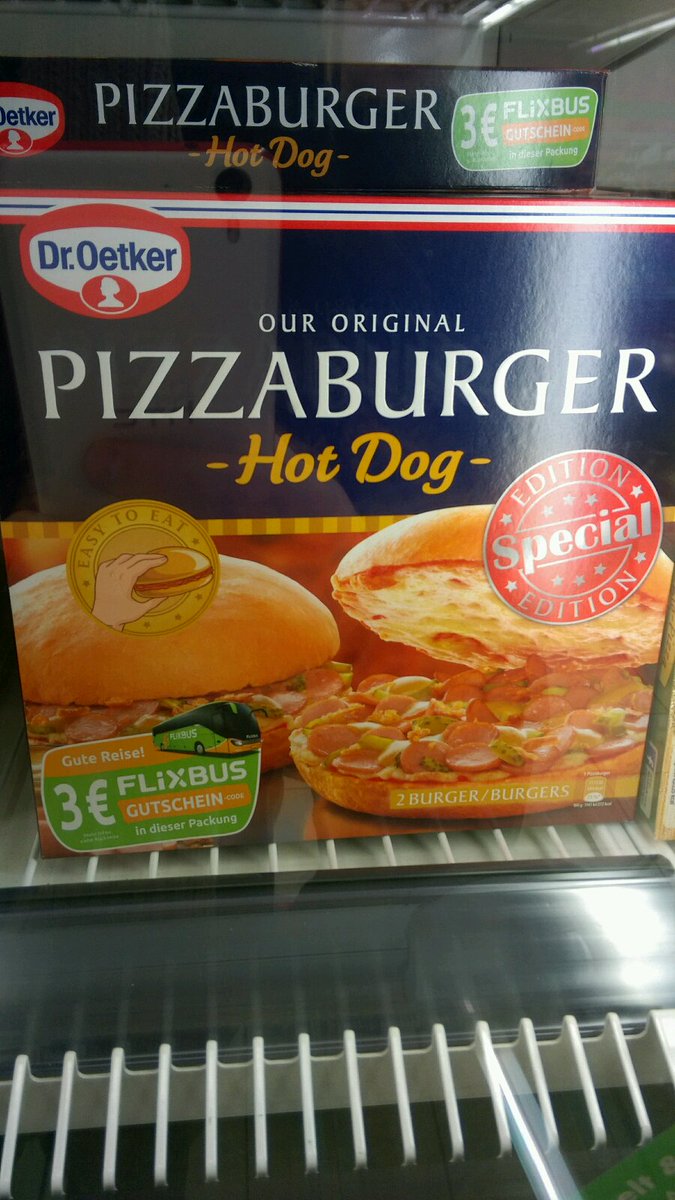 Dr.Oetker
PIZZABURGER
-Hot Dog-
3€ FLiXBUS
GUTSCHEIN-CODE
in dieser Packung
Dr.Oetker
OUR ORIGINAL
PIZZABURGER
-Hot Dog-
EASY TO EAT
EDITION
Special
EDITION
FLiXBUS
Gute Reise!
3€ FLiXBUS
GUTSCHEIN-CODE
in dieser Packung
2 BURGER/BURGERS